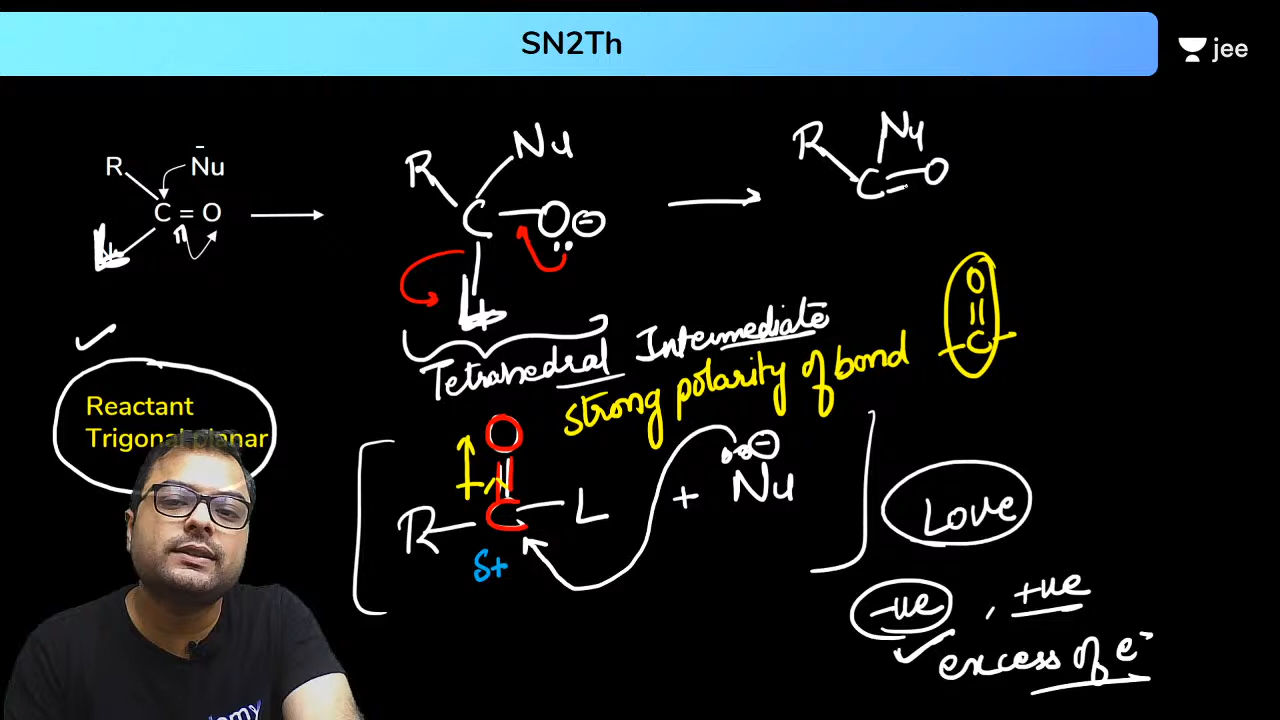 SN2Th
jee
R
Nu
C = O
R
Nu
C — O ⊖
L
R
Nu
C = O
Tetrahedral Intermediate
strong polarity of bond
O
C
Reactant
Trigonal planar
O
R — C — L
δ+
+ Nu ⊖
Love
-ve , +ve
excess of e⁻